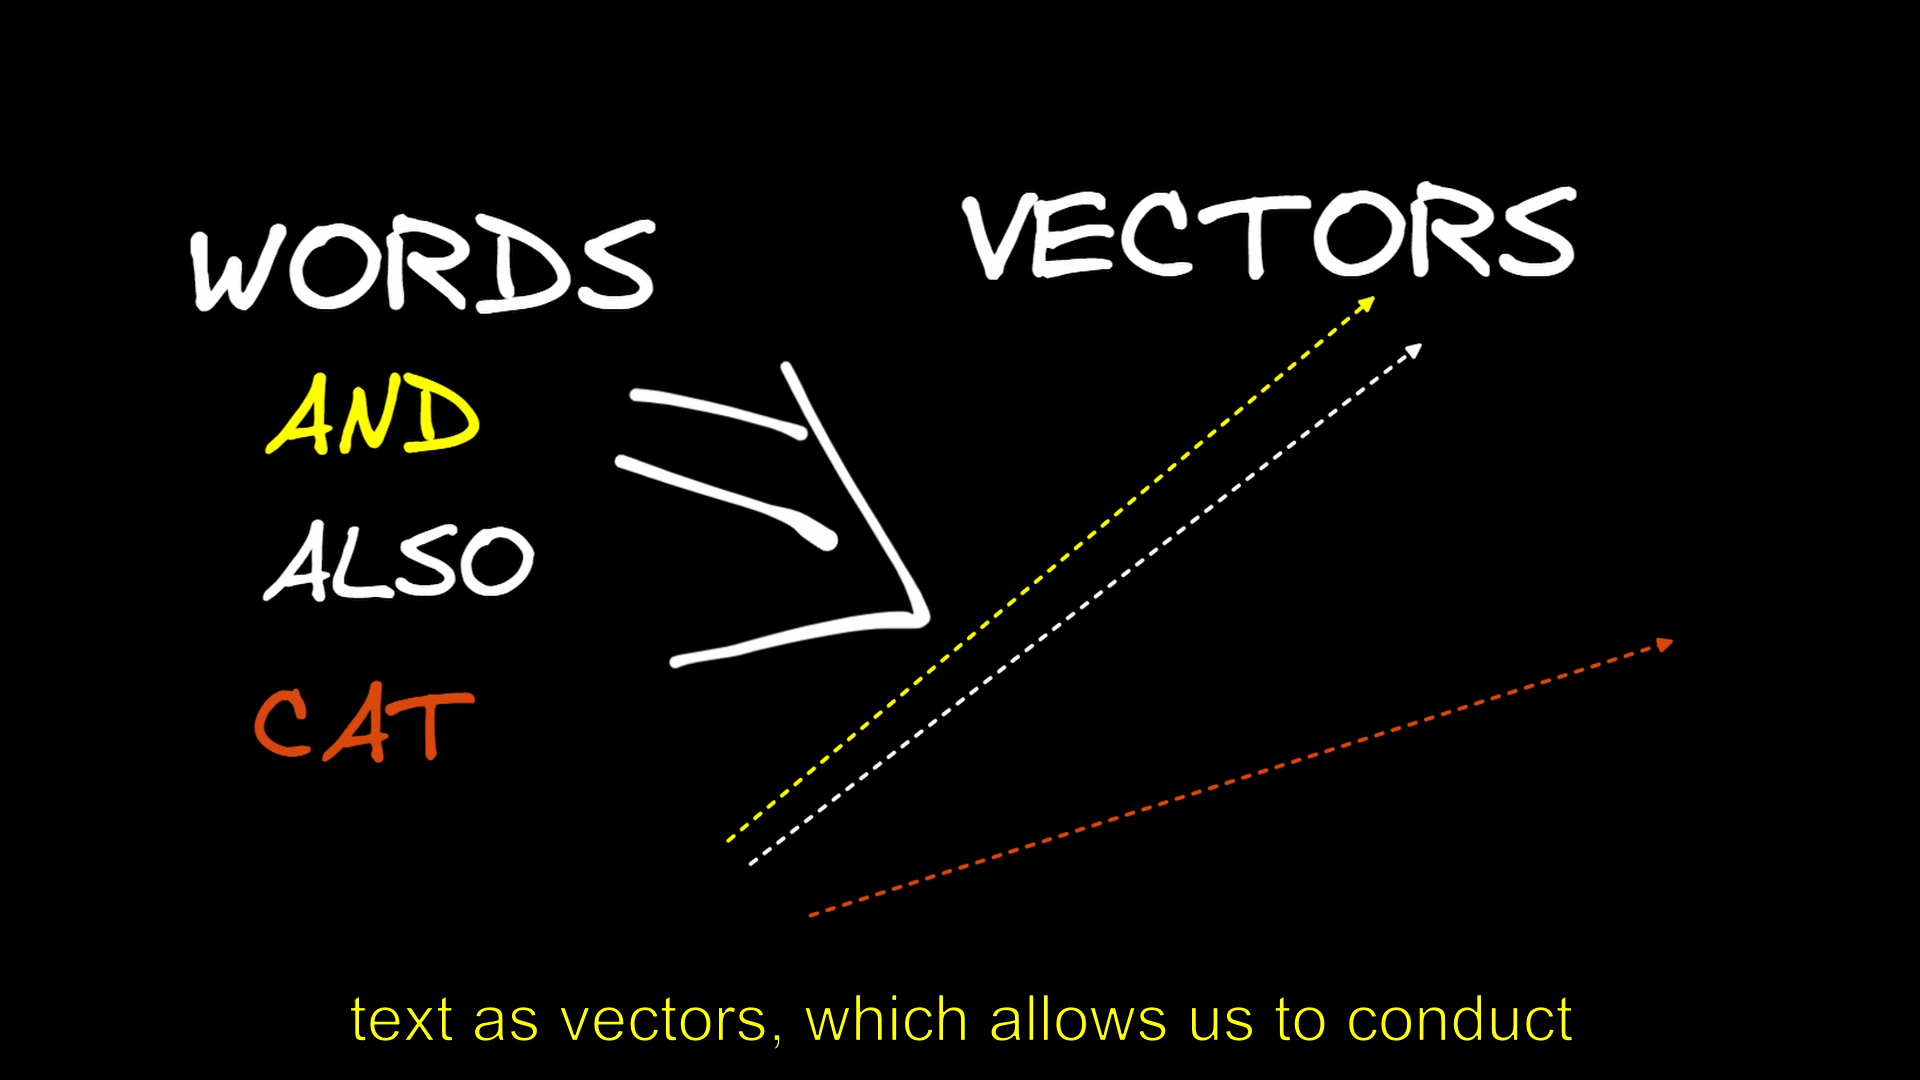 WORDS
VECTORS
AND
ALSO
CAT
text as vectors, which allows us to conduct